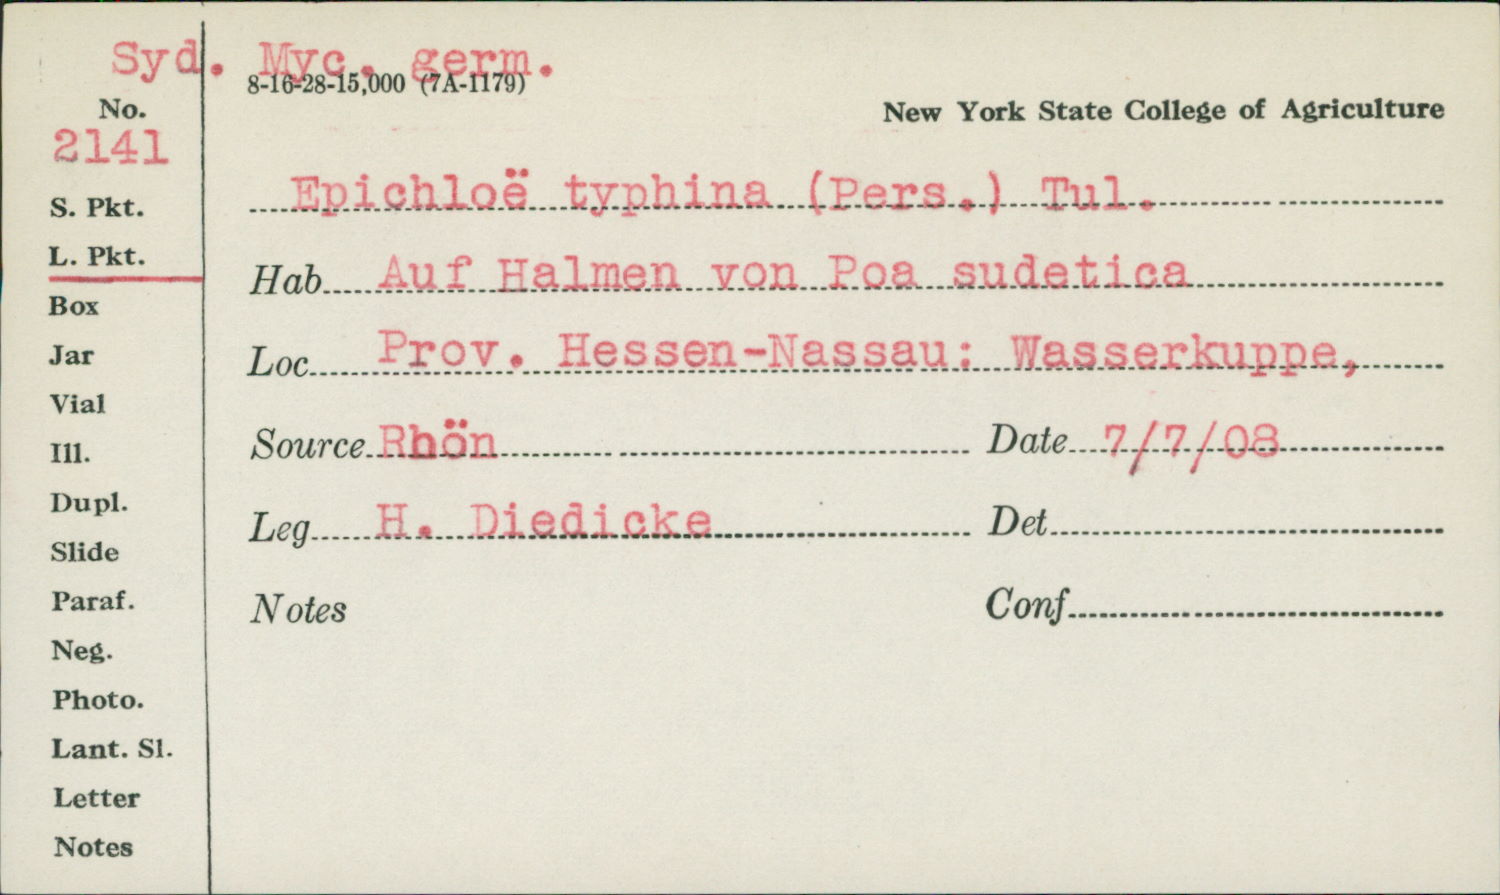 Syd. Myc. germ.
8-16-28-15,000 (7A-1179)
No.
New York State College of Agriculture
2141
Epichloë typhina (Pers.) Tul.
S. Pkt.
L. Pkt.
Hab. Auf Halmen von Poa sudetica
Box
Loc. Prov. Hessen-Nassau: Wasserkuppe,
Jar
Vial
Source Rhön Date 7/7/08
Ill.
Dupl.
Leg. H. Diedicke Det.
Slide
Paraf.
Notes Conf.
Neg.
Photo.
Lant. Sl.
Letter
Notes